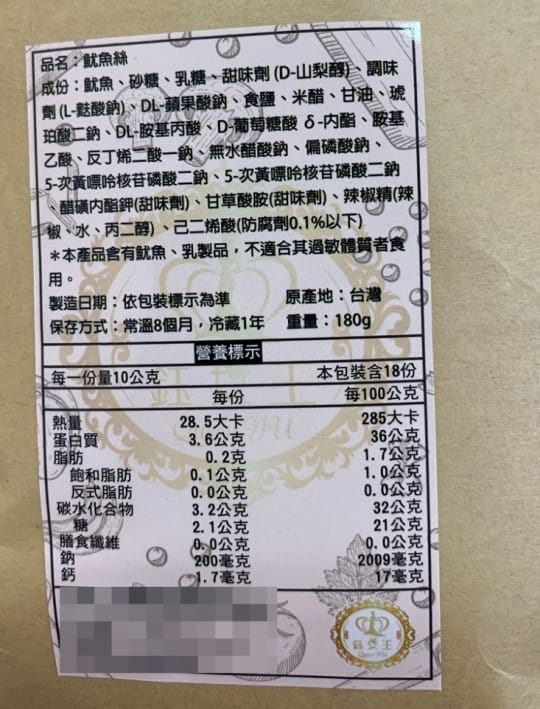 品名：魷魚絲
成份：魷魚、砂糖、乳糖、甜味劑(D-山梨醇)、調味
劑(L-麩酸鈉)、DL-蘋果酸鈉、食鹽、米醋、甘油、琥
珀酸二鈉、DL-胺基丙酸、D-葡萄糖酸 δ-內酯、胺基
乙酸、反丁烯二酸一鈉、無水醋酸鈉、偏磷酸鈉、
5-次黃嘌呤核苷磷酸二鈉、5-次黃嘌呤核苷磷酸二鈉
、醋磺內酯鉀(甜味劑)、甘草酸胺(甜味劑)、辣椒精(辣
椒、水、丙二醇)、己二烯酸(防腐劑0.1%以下)
＊本產品含有魷魚、乳製品，不適合其過敏體質者食
用。
製造日期：依包裝標示為準 原產地：台灣
保存方式：常溫8個月，冷藏1年 重量：180g
營養標示
每一份量10公克 本包裝含18份
每份 每100公克
熱量 28.5大卡 285大卡
蛋白質 3.6公克 36公克
脂肪 0.2克 1.7公克
飽和脂肪 0.1公克 1.0公克
反式脂肪 0.0公克 0.0公克
碳水化合物 3.2公克 32公克
糖 2.1公克 21公克
膳食纖維 0.0公克 0.0公克
鈉 200毫克 2009毫克
鈣 1.7毫克 17毫克